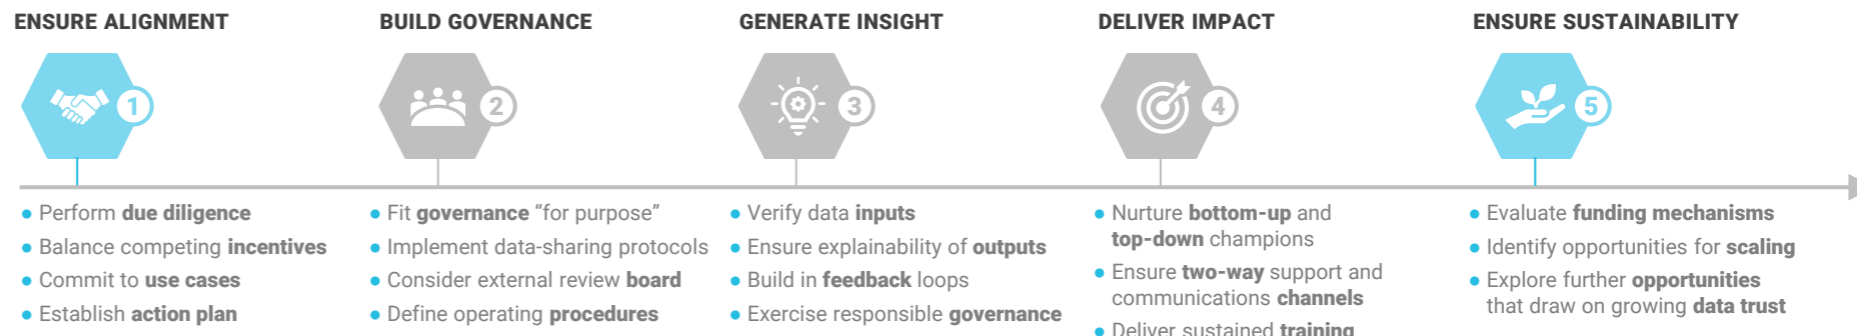 ENSURE ALIGNMENT
1
• Perform due diligence
• Balance competing incentives
• Commit to use cases
• Establish action plan
BUILD GOVERNANCE
2
• Fit governance “for purpose”
• Implement data-sharing protocols
• Consider external review board
• Define operating procedures
GENERATE INSIGHT
3
• Verify data inputs
• Ensure explainability of outputs
• Build in feedback loops
• Exercise responsible governance
DELIVER IMPACT
4
• Nurture bottom-up and
top-down champions
• Ensure two-way support and
communications channels
• Deliver sustained training
ENSURE SUSTAINABILITY
5
• Evaluate funding mechanisms
• Identify opportunities for scaling
• Explore further opportunities
that draw on growing data trust